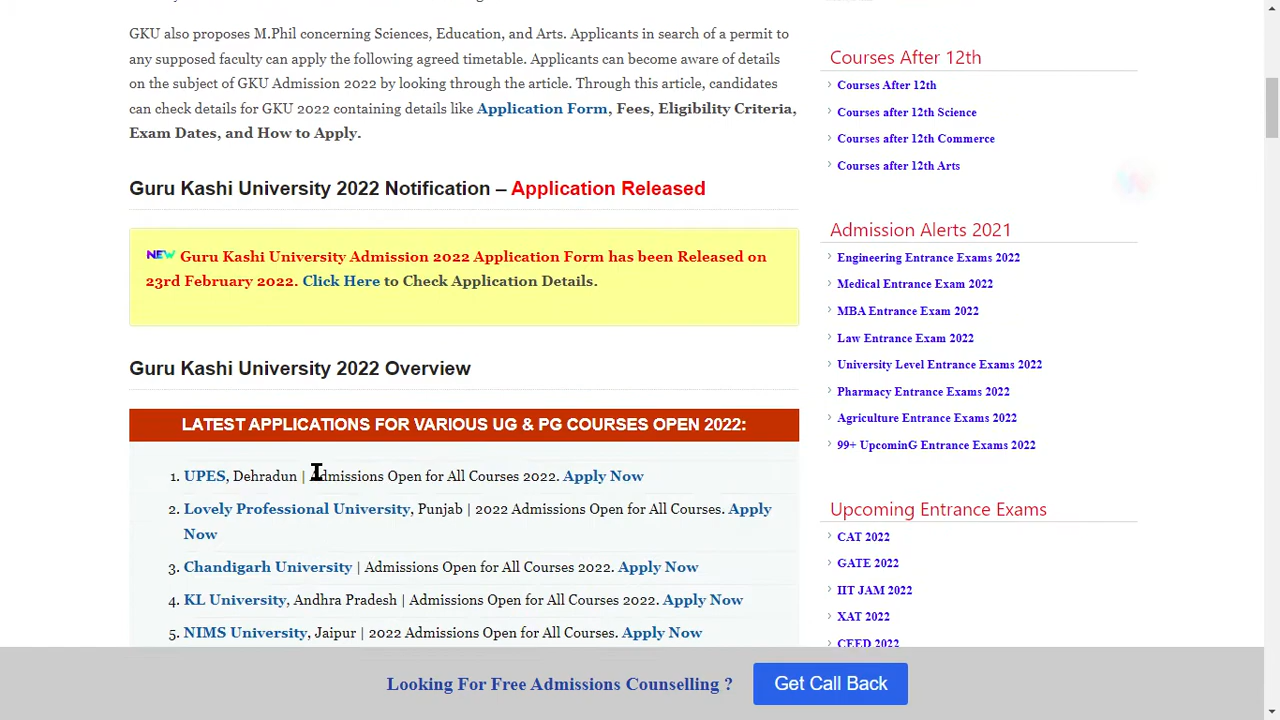 GKU also proposes M.Phil concerning Sciences, Education, and Arts. Applicants in search of a permit to
any supposed faculty can apply the following agreed timetable. Applicants can become aware of details
on the subject of GKU Admission 2022 by looking through the article. Through this article, candidates
can check details for GKU 2022 containing details like Application Form, Fees, Eligibility Criteria,
Exam Dates, and How to Apply.
Guru Kashi University 2022 Notification – Application Released
NEW Guru Kashi University Admission 2022 Application Form has been Released on
23rd February 2022. Click Here to Check Application Details.
Guru Kashi University 2022 Overview
LATEST APPLICATIONS FOR VARIOUS UG & PG COURSES OPEN 2022:
1. UPES, Dehradun | Admissions Open for All Courses 2022. Apply Now
2. Lovely Professional University, Punjab | 2022 Admissions Open for All Courses. Apply
Now
3. Chandigarh University | Admissions Open for All Courses 2022. Apply Now
4. KL University, Andhra Pradesh | Admissions Open for All Courses 2022. Apply Now
5. NIMS University, Jaipur | 2022 Admissions Open for All Courses. Apply Now
Courses After 12th
Courses After 12th
Courses after 12th Science
Courses after 12th Commerce
Courses after 12th Arts
Admission Alerts 2021
Engineering Entrance Exams 2022
Medical Entrance Exam 2022
MBA Entrance Exam 2022
Law Entrance Exam 2022
University Level Entrance Exams 2022
Pharmacy Entrance Exams 2022
Agriculture Entrance Exams 2022
99+ UpcominG Entrance Exams 2022
Upcoming Entrance Exams
CAT 2022
GATE 2022
IIT JAM 2022
XAT 2022
CEED 2022
Looking For Free Admissions Counselling ?
Get Call Back